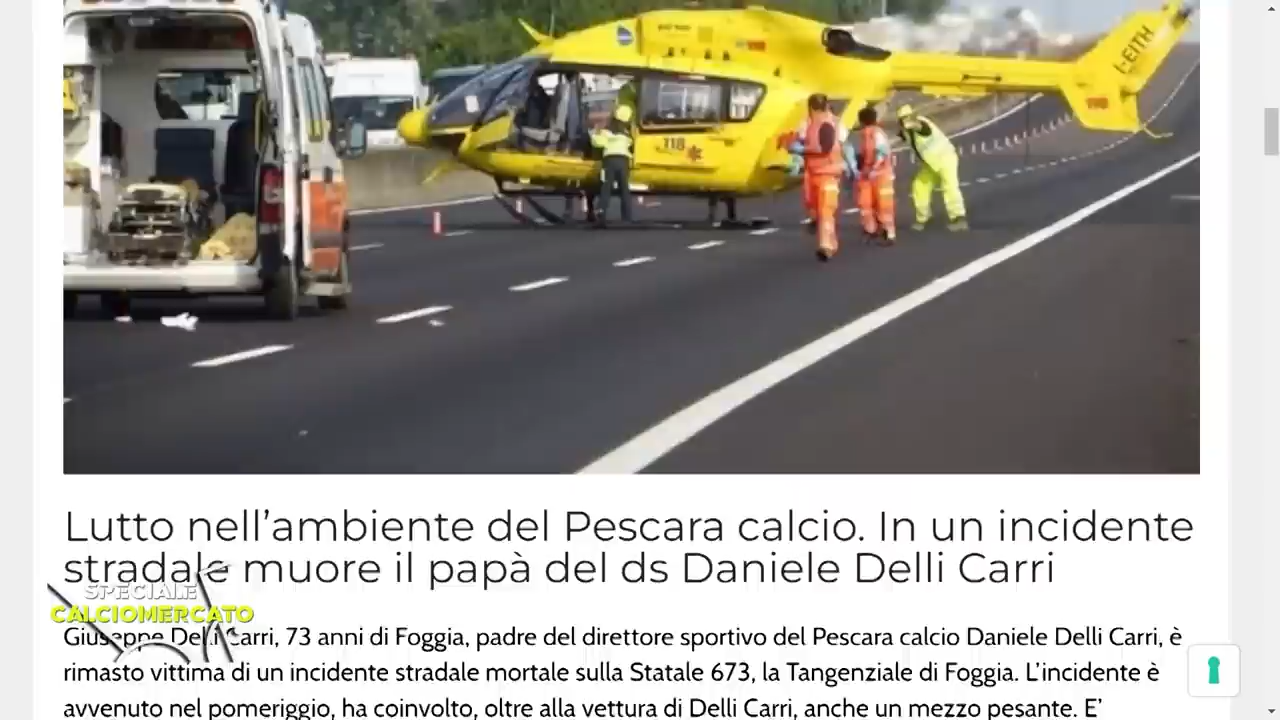 I-EITH
118
118
Lutto nell’ambiente del Pescara calcio. In un incidente
stradale muore il papà del ds Daniele Delli Carri
SPECIALE
CALCIOMERCATO
Giuseppe Delli Carri, 73 anni di Foggia, padre del direttore sportivo del Pescara calcio Daniele Delli Carri, è
rimasto vittima di un incidente stradale mortale sulla Statale 673, la Tangenziale di Foggia. L’incidente è
avvenuto nel pomeriggio, ha coinvolto, oltre alla vettura di Delli Carri, anche un mezzo pesante. E’